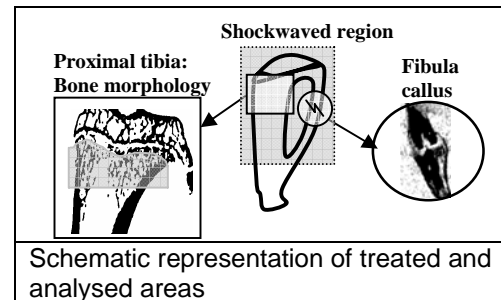 Shockwaved region
Proximal tibia:
Bone morphology
Fibula
callus
Schematic representation of treated and
analysed areas